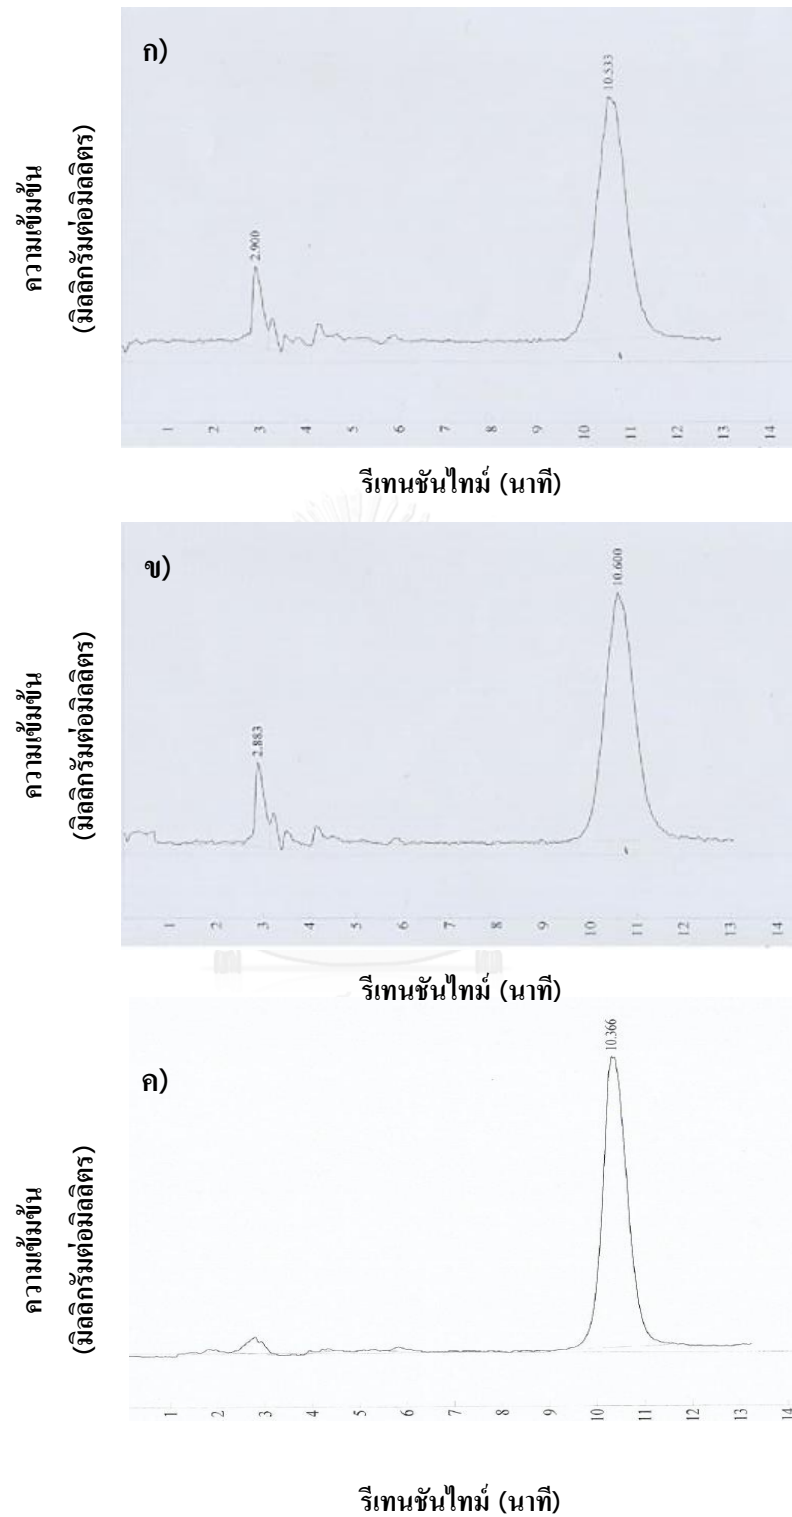 ก)
10.533
2.900
ความเข้มข้น
(มิลลิกรัมต่อมิลลิตร)
1 2 3 4 5 6 7 8 9 10 11 12 13 14
รีเทนชันไทม์ (นาที)
ข)
10.600
2.883
ความเข้มข้น
(มิลลิกรัมต่อมิลลิตร)
1 2 3 4 5 6 7 8 9 10 11 12 13 14
รีเทนชันไทม์ (นาที)
ค)
10.366
ความเข้มข้น
(มิลลิกรัมต่อมิลลิตร)
1 2 3 4 5 6 7 8 9 10 11 12 13 14
รีเทนชันไทม์ (นาที)